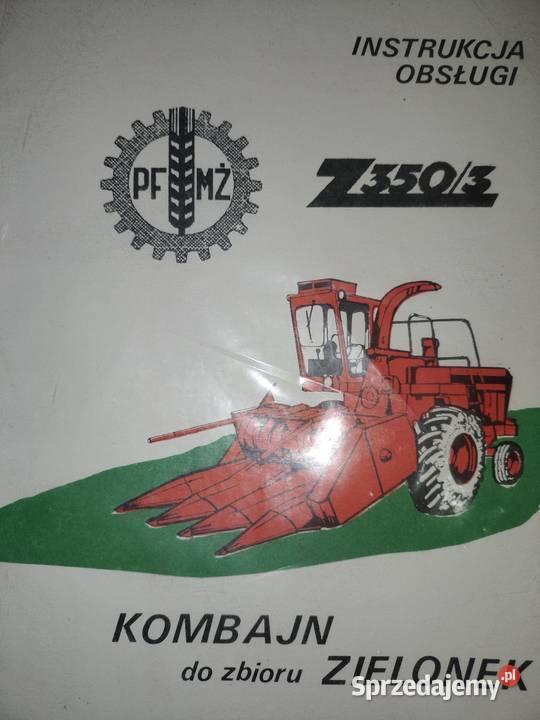 INSTRUKCJA
OBSŁUGI
PF MŻ
Z350/3
KOMBAJN
do zbioru ZIELONEK
Sprzedajemy.pl